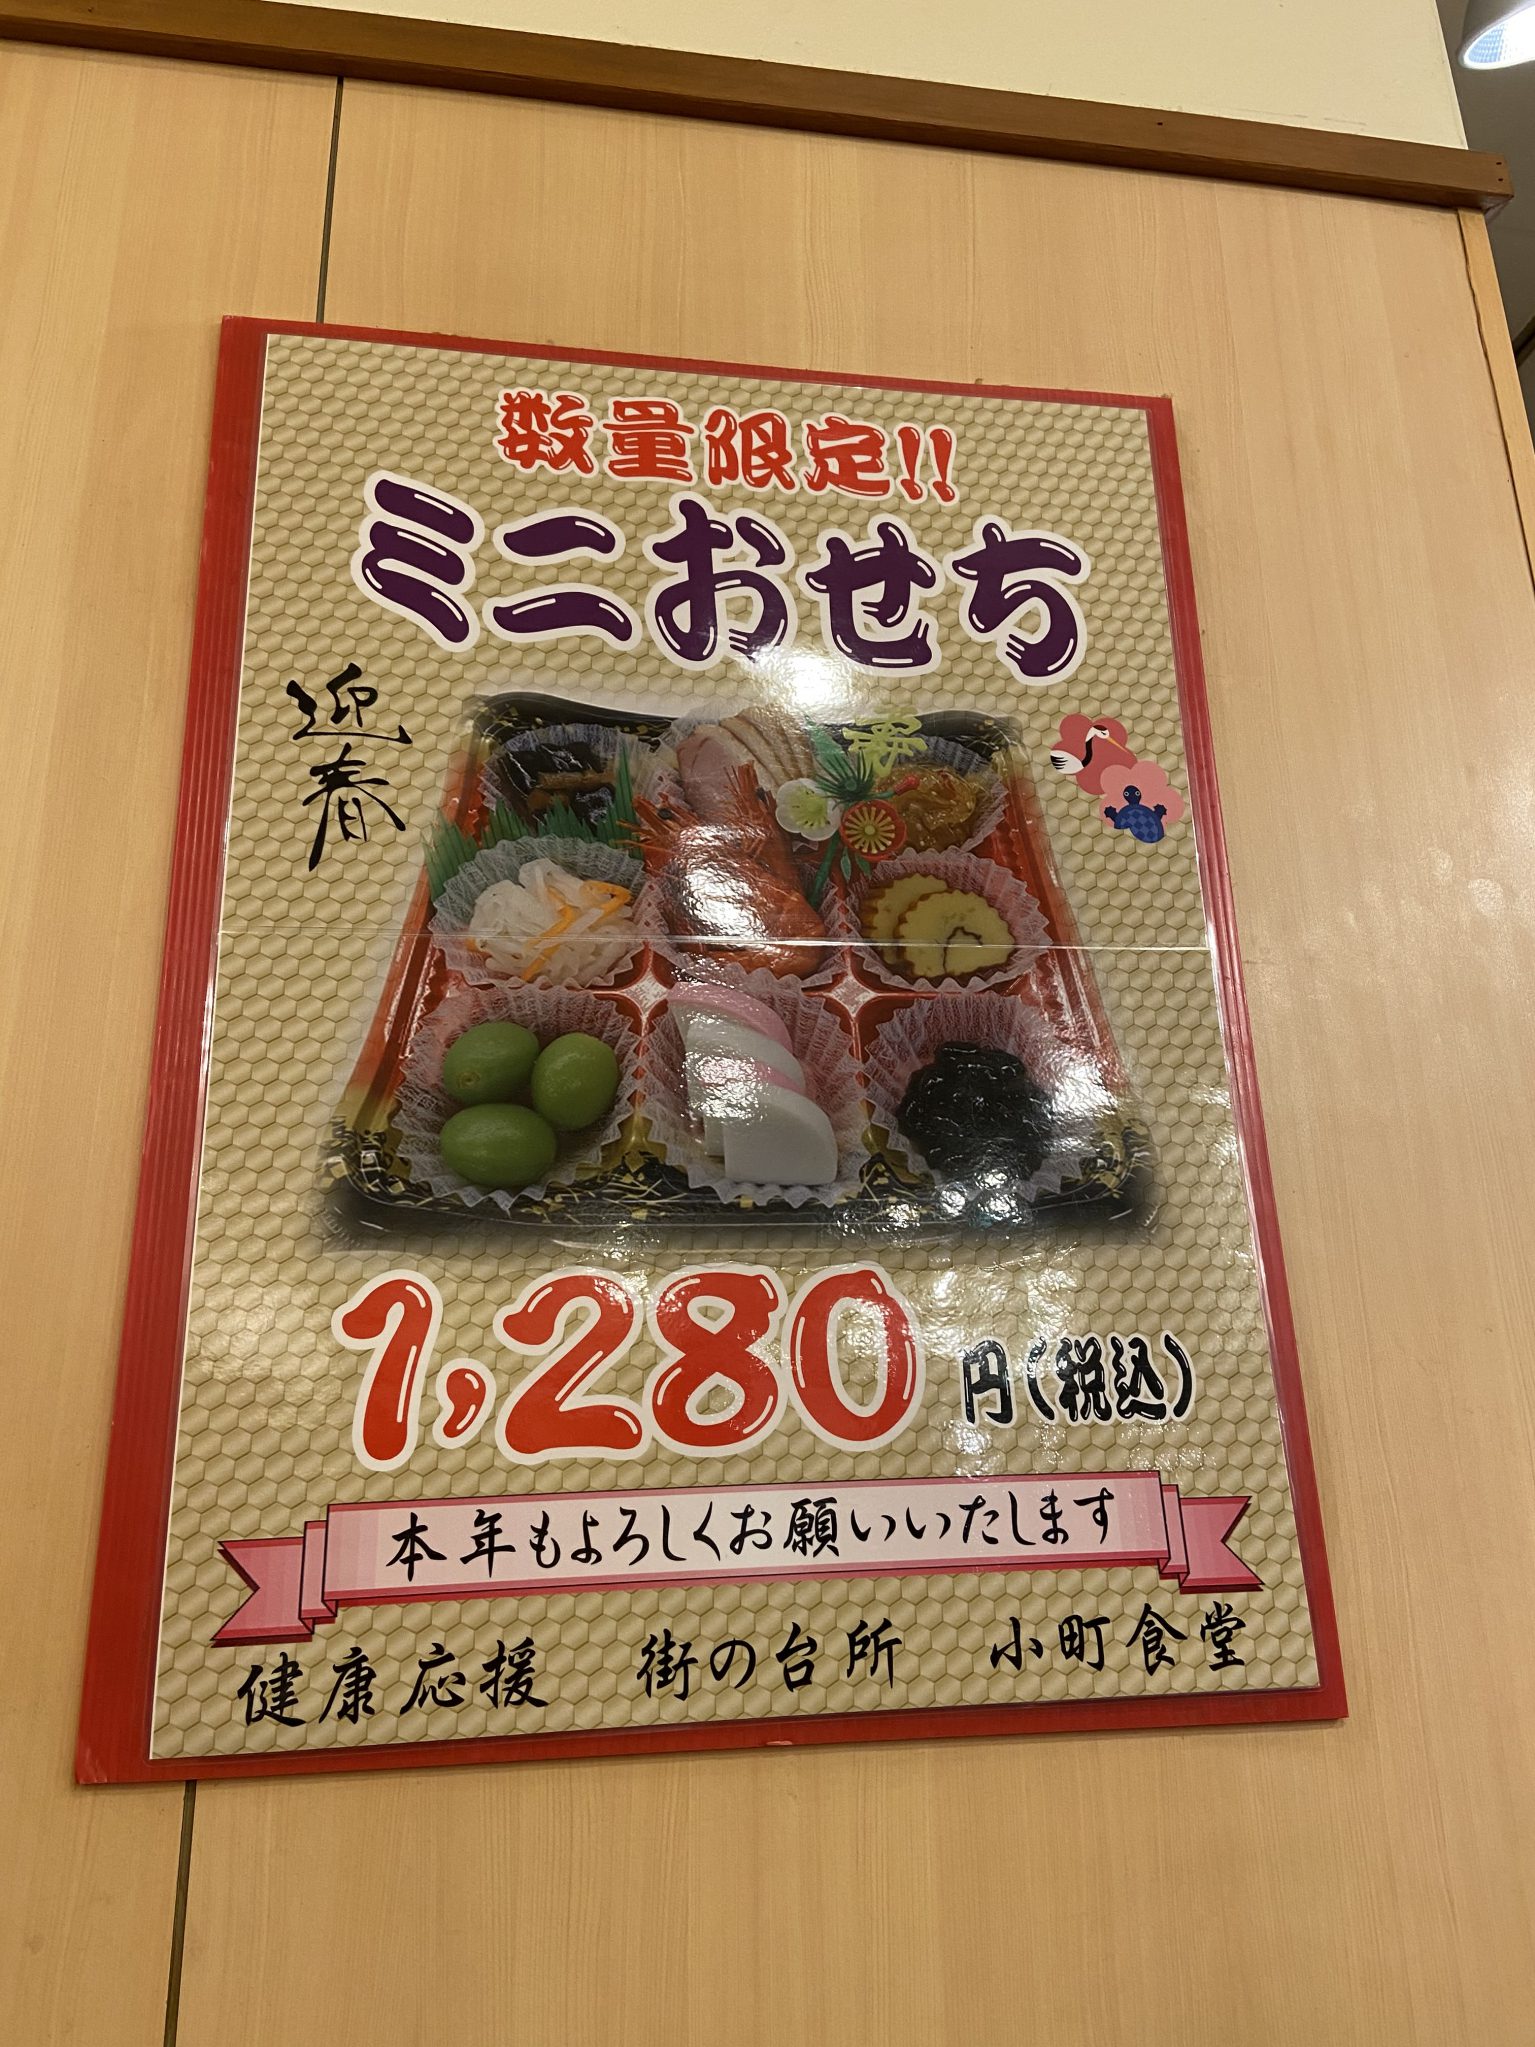 数量限定!!
ミニおせち
迎春
寿
1,280円(税込)
本年もよろしくお願いいたします
健康応援 街の台所 小町食堂